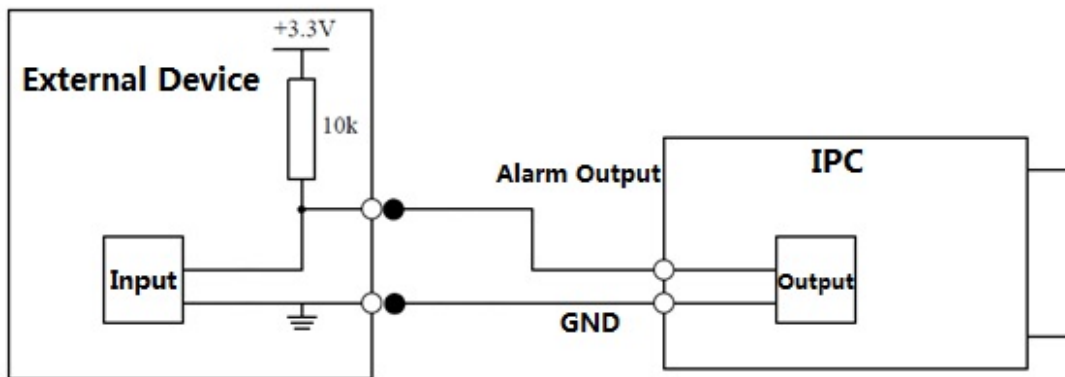 +3.3V
External Device
10k
Alarm Output
IPC
Input
Output
GND